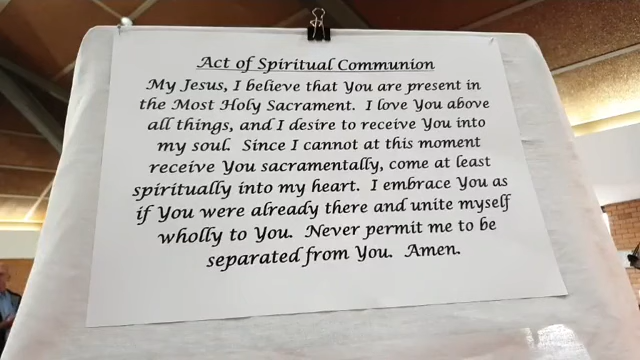 Act of Spiritual Communion
My Jesus, I believe that You are present in
the Most Holy Sacrament. I love You above
all things, and I desire to receive You into
my soul. Since I cannot at this moment
receive You sacramentally, come at least
spiritually into my heart. I embrace You as
if You were already there and unite myself
wholly to You. Never permit me to be
separated from You. Amen.